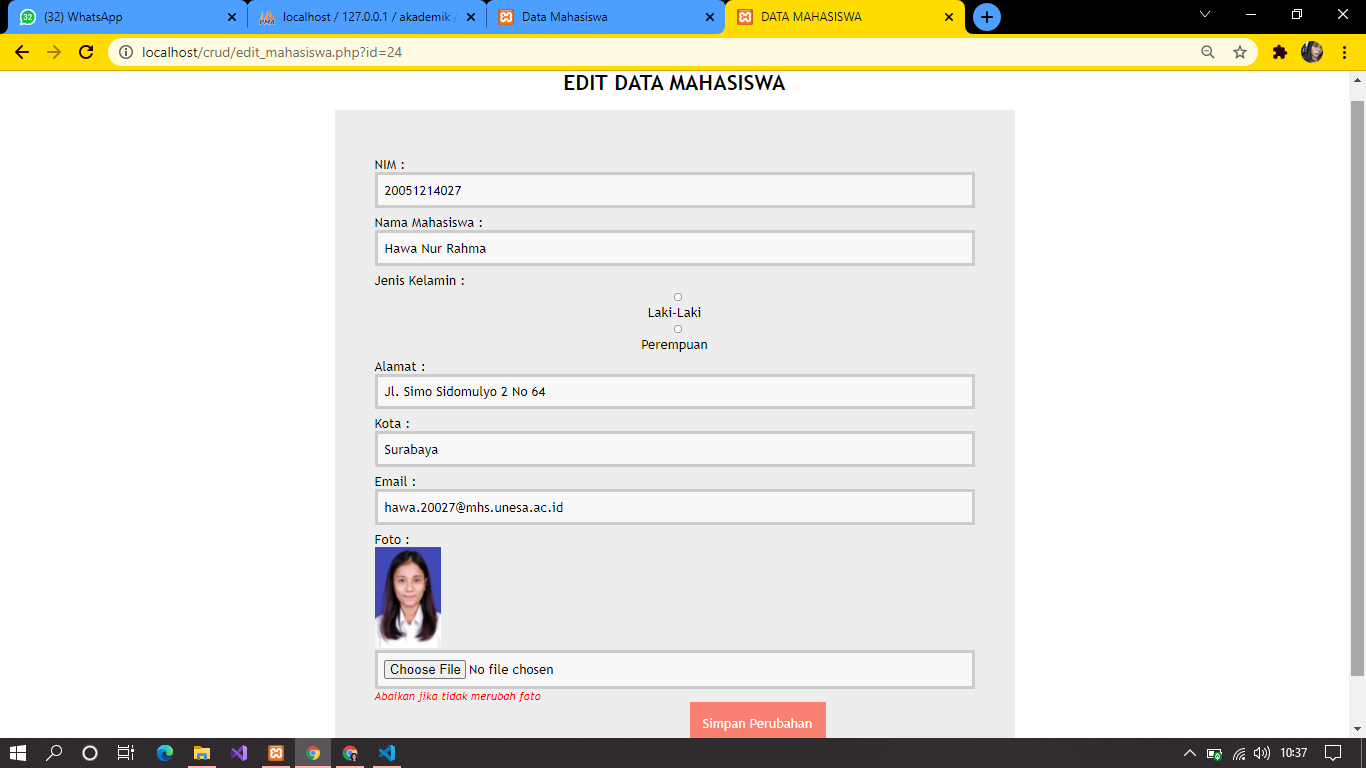 32 (32) WhatsApp
localhost / 127.0.0.1 / akademik /
Data Mahasiswa
DATA MAHASISWA
localhost/crud/edit_mahasiswa.php?id=24
EDIT DATA MAHASISWA
NIM :
20051214027
Nama Mahasiswa :
Hawa Nur Rahma
Jenis Kelamin :
Laki-Laki
Perempuan
Alamat :
Jl. Simo Sidomulyo 2 No 64
Kota :
Surabaya
Email :
hawa.20027@mhs.unesa.ac.id
Foto :
Choose File No file chosen
Abaikan jika tidak merubah foto
Simpan Perubahan
10:37